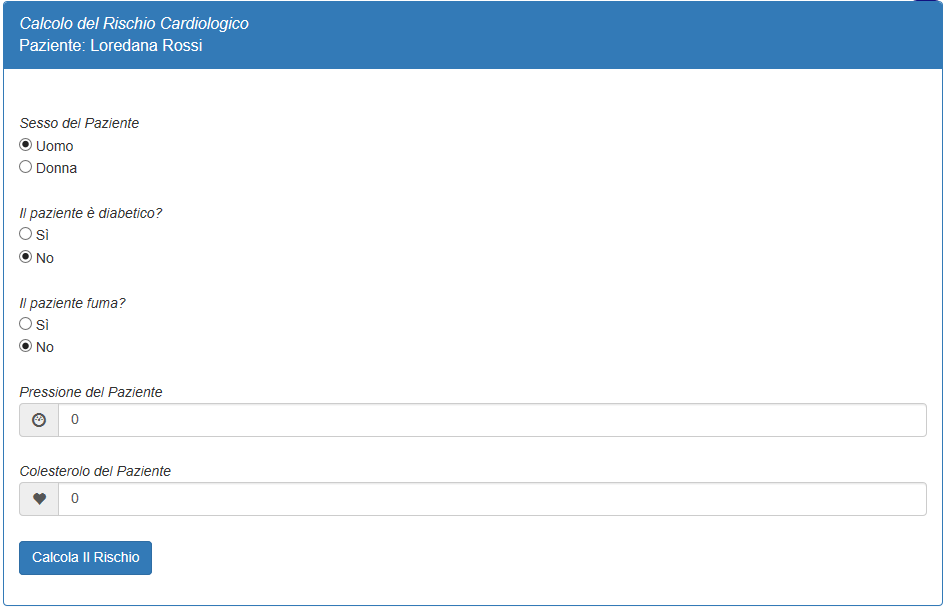 Calcolo del Rischio Cardiologico
Paziente: Loredana Rossi
Sesso del Paziente
Uomo
Donna
Il paziente è diabetico?
Sì
No
Il paziente fuma?
Sì
No
Pressione del Paziente
0
Colesterolo del Paziente
0
Calcola Il Rischio